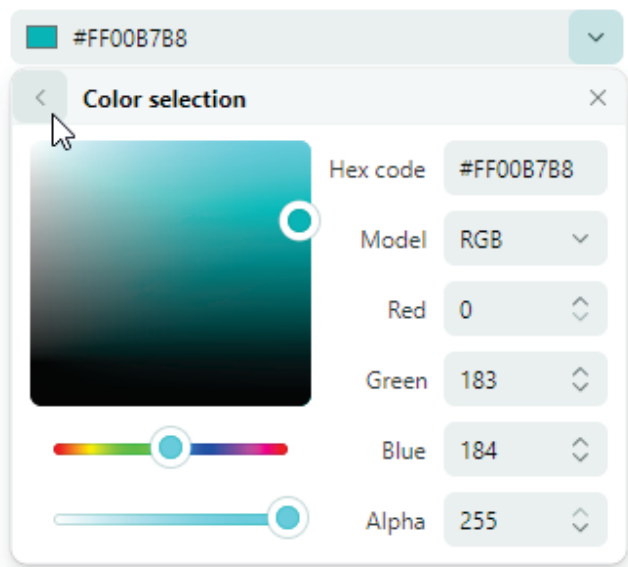 #FF00B7B8
Color selection
Hex code #FF00B7B8
Model RGB
Red 0
Green 183
Blue 184
Alpha 255